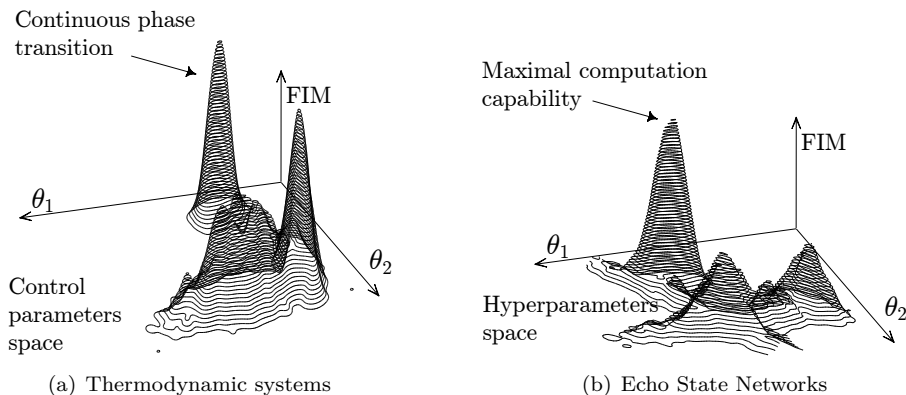 Continuous phase
transition
FIM
θ1
θ2
Control
parameters
space
(a) Thermodynamic systems
Maximal computation
capability
FIM
θ1
θ2
Hyperparameters
space
(b) Echo State Networks